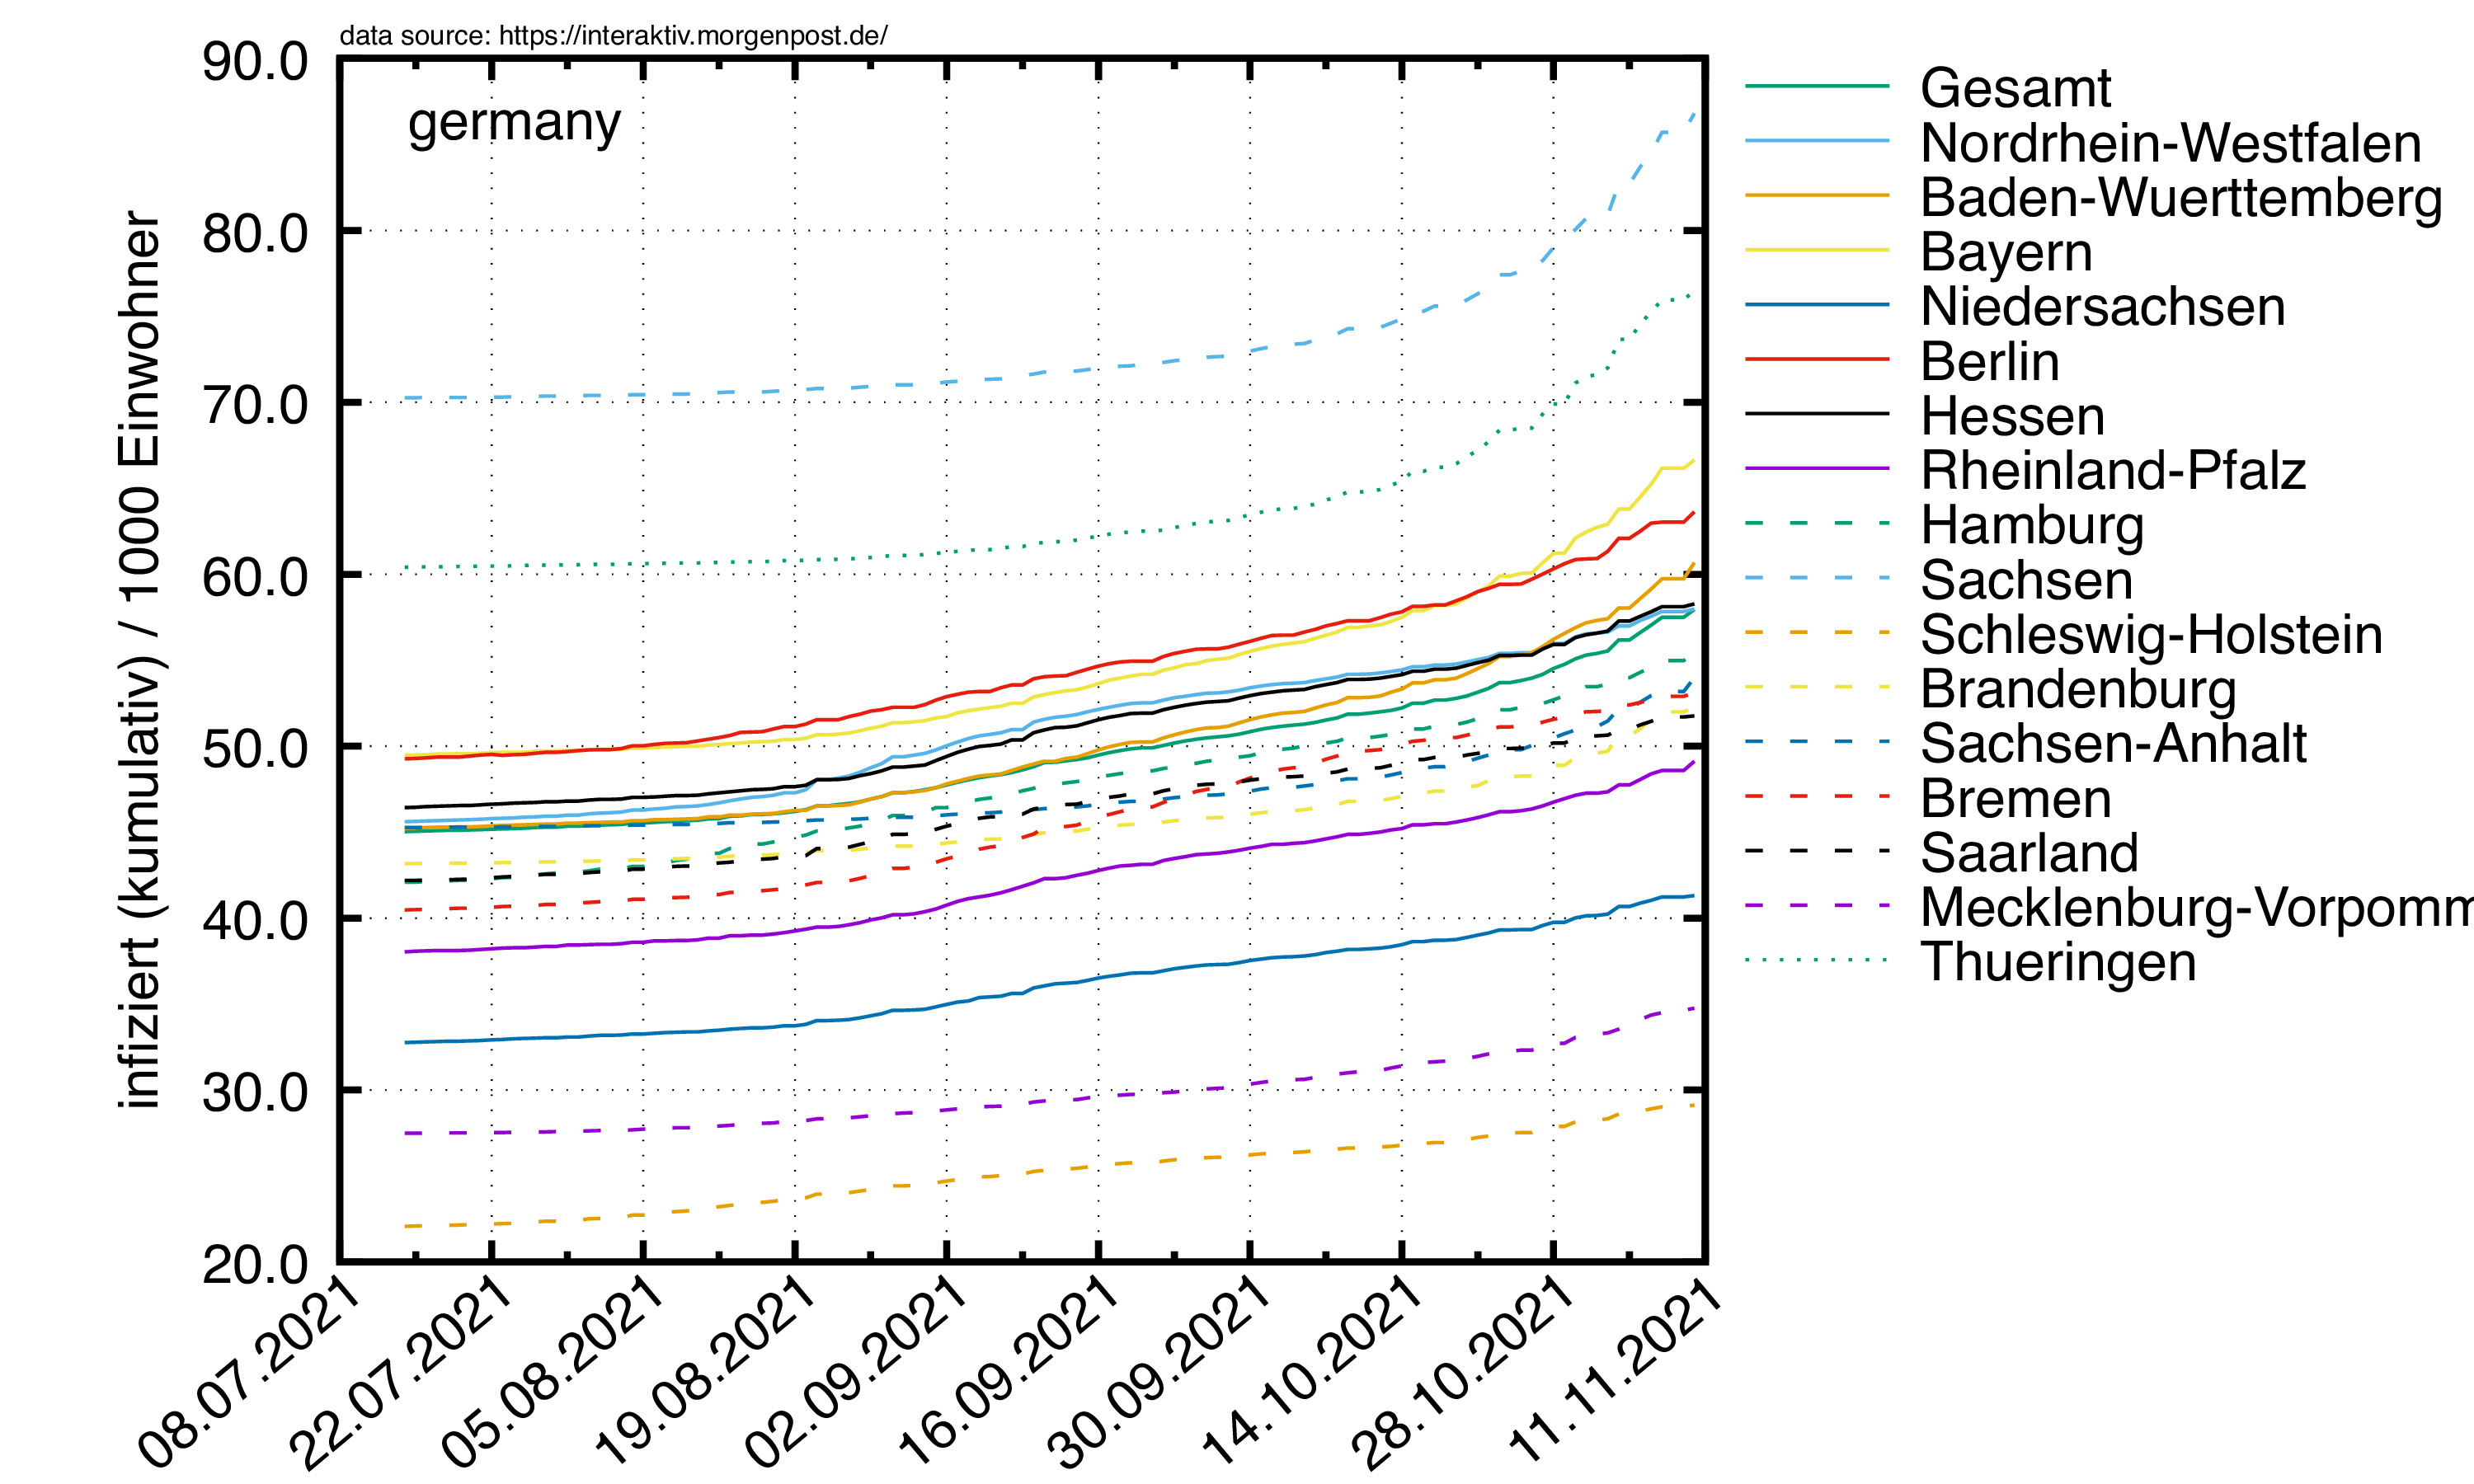 data source: https://interaktiv.morgenpost.de/
germany
infiziert (kumulativ) / 1000 Einwohner
90.0
80.0
70.0
60.0
50.0
40.0
30.0
20.0
08.07.2021
22.07.2021
05.08.2021
19.08.2021
02.09.2021
16.09.2021
30.09.2021
14.10.2021
28.10.2021
11.11.2021
Gesamt
Nordrhein-Westfalen
Baden-Wuerttemberg
Bayern
Niedersachsen
Berlin
Hessen
Rheinland-Pfalz
Hamburg
Sachsen
Schleswig-Holstein
Brandenburg
Sachsen-Anhalt
Bremen
Saarland
Mecklenburg-Vorpomm
Thueringen